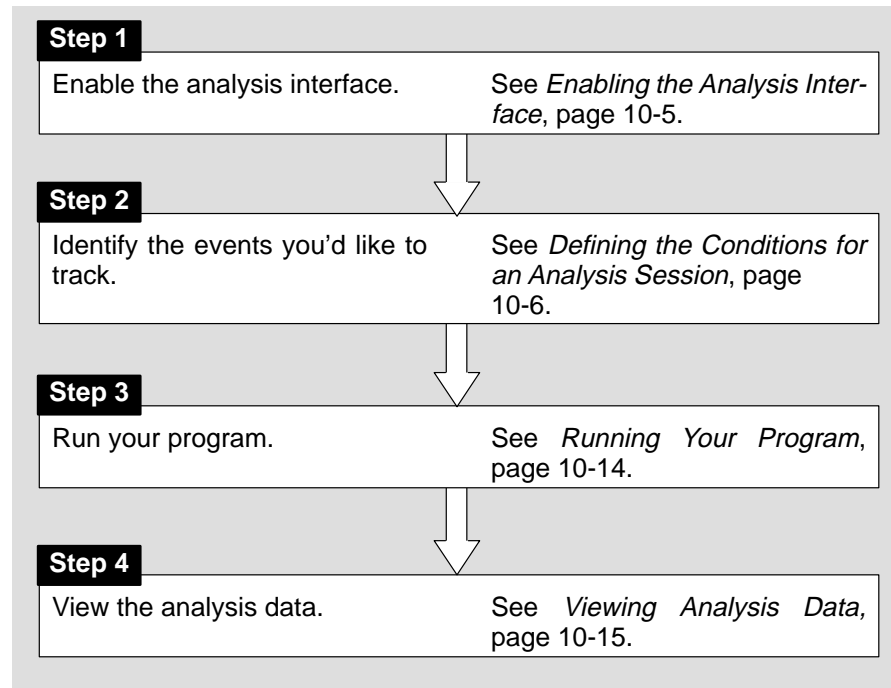 Step 1
Enable the analysis interface.
See Enabling the Analysis Inter-
face, page 10-5.
Step 2
Identify the events you'd like to
track.
See Defining the Conditions for
an Analysis Session, page
10-6.
Step 3
Run your program.
See Running Your Program,
page 10-14.
Step 4
View the analysis data.
See Viewing Analysis Data,
page 10-15.